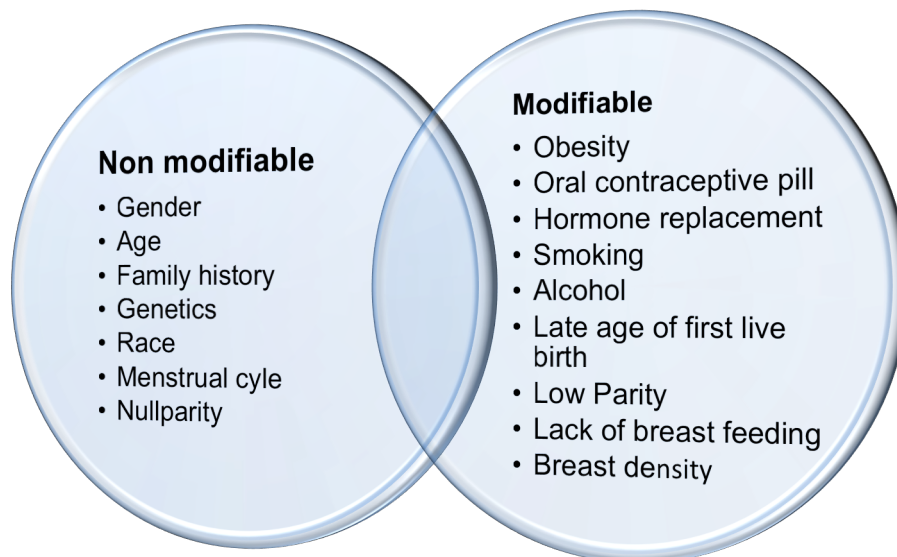 Non modifiable
• Gender
• Age
• Family history
• Genetics
• Race
• Menstrual cyle
• Nullparity
Modifiable
• Obesity
• Oral contraceptive pill
• Hormone replacement
• Smoking
• Alcohol
• Late age of first live
birth
• Low Parity
• Lack of breast feeding
• Breast density